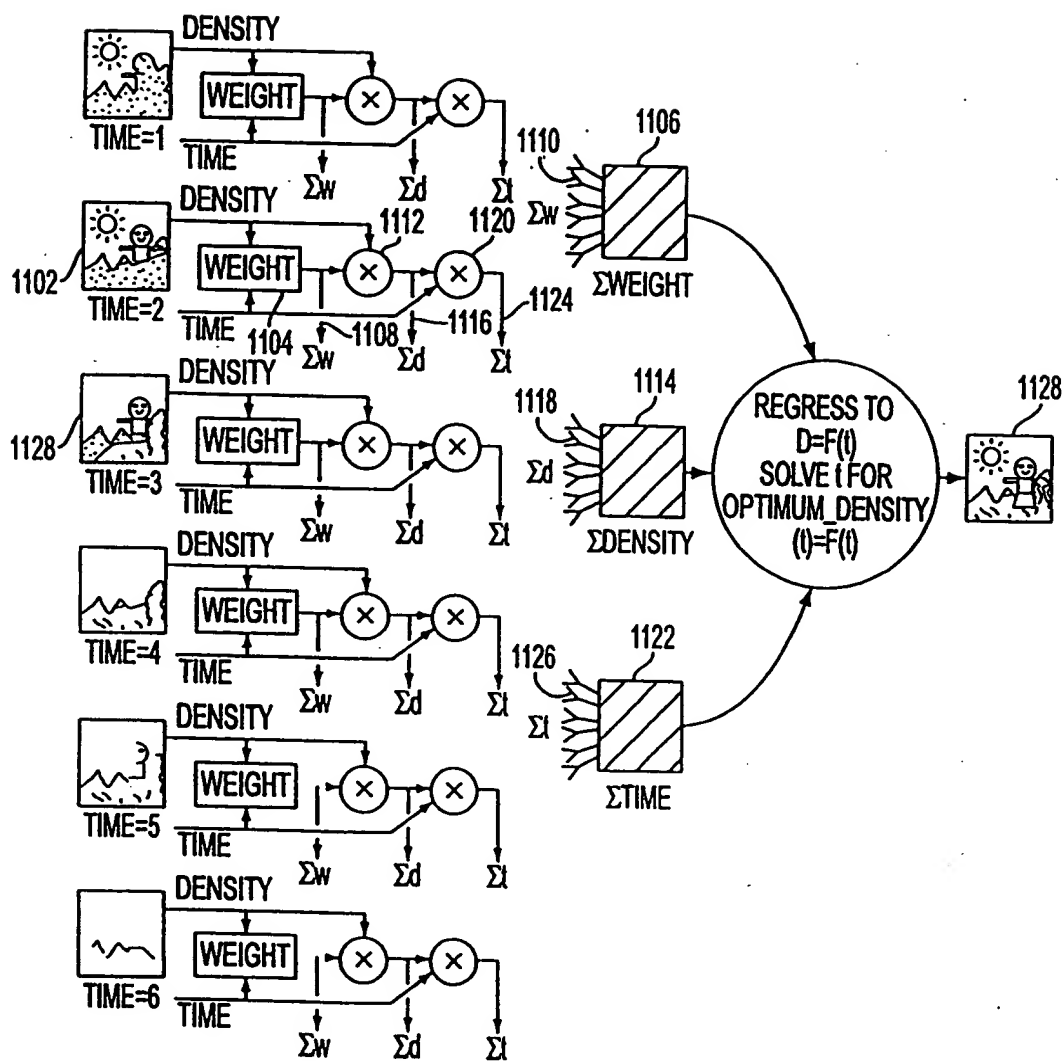 DENSITY
WEIGHT
TIME=1
TIME
Σw
Σd
Σt
DENSITY
1112
1120
1102
WEIGHT
TIME=2
TIME
1104
1108
1116
1124
Σw
Σd
Σt
DENSITY
1128
WEIGHT
TIME=3
TIME
Σw
Σd
Σt
DENSITY
WEIGHT
TIME=4
TIME
Σw
Σd
Σt
DENSITY
WEIGHT
TIME=5
TIME
Σw
Σd
Σt
DENSITY
WEIGHT
TIME=6
TIME
Σw
Σd
Σt
1110
1106
Σw
ΣWEIGHT
1118
1114
Σd
ΣDENSITY
1126
1122
Σt
ΣTIME
REGRESS TO
D=F(t)
SOLVE t FOR
OPTIMUM_DENSITY
(t)=F(t)
1128